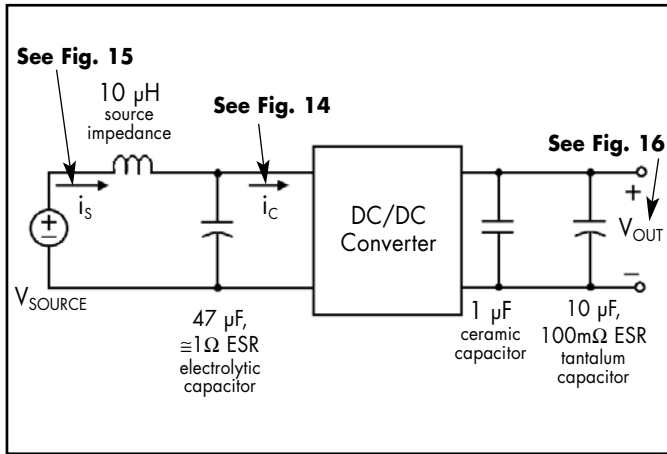 See Fig. 15
10 µH
source
impedance
See Fig. 14
See Fig. 16
iS
iC
DC/DC
Converter
+
−
VSOURCE
+
VOUT
−
47 µF,
≅1Ω ESR
electrolytic
capacitor
1 µF
ceramic
capacitor
10 µF,
100mΩ ESR
tantalum
capacitor